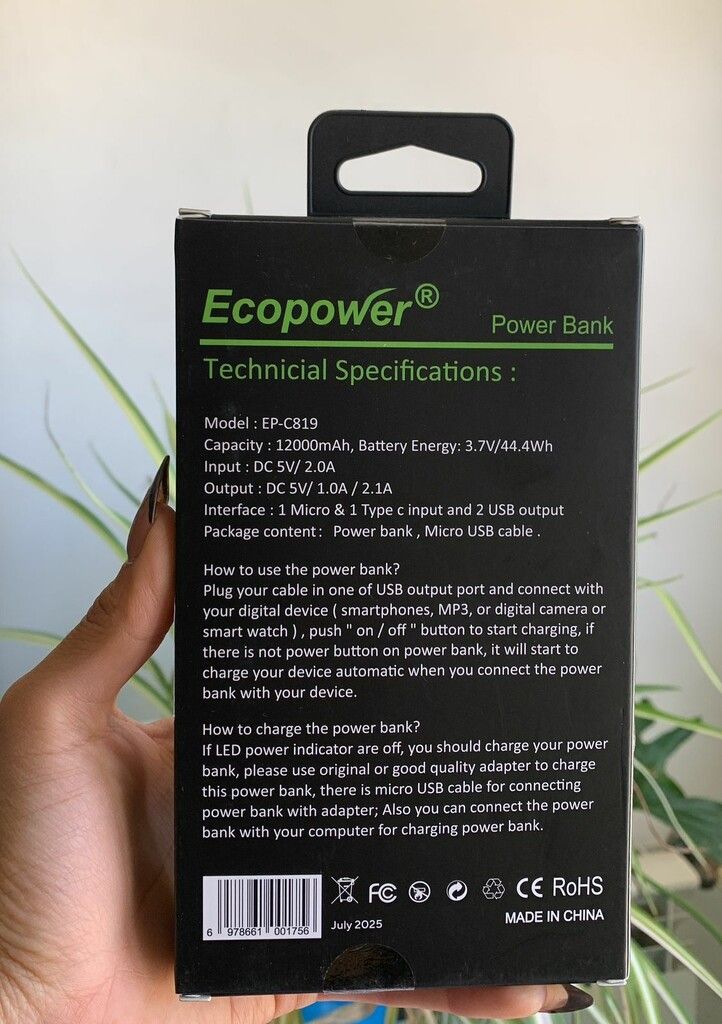 Ecopower®
Power Bank
Technicial Specifications :
Model : EP-C819
Capacity : 12000mAh, Battery Energy: 3.7V/44.4Wh
Input : DC 5V/ 2.0A
Output : DC 5V/ 1.0A / 2.1A
Interface : 1 Micro & 1 Type c input and 2 USB output
Package content: Power bank , Micro USB cable .
How to use the power bank?
Plug your cable in one of USB output port and connect with
your digital device ( smartphones, MP3, or digital camera or
smart watch ) , push " on / off " button to start charging, if
there is not power button on power bank, it will start to
charge your device automatic when you connect the power
bank with your device.
How to charge the power bank?
If LED power indicator are off, you should charge your power
bank, please use original or good quality adapter to charge
this power bank, there is micro USB cable for connecting
power bank with adapter; Also you can connect the power
bank with your computer for charging power bank.
FC CE RoHS
6 978661 001756
July 2025
MADE IN CHINA